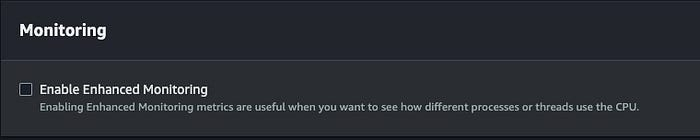 Monitoring
Enable Enhanced Monitoring
Enabling Enhanced Monitoring metrics are useful when you want to see how different processes or threads use the CPU.